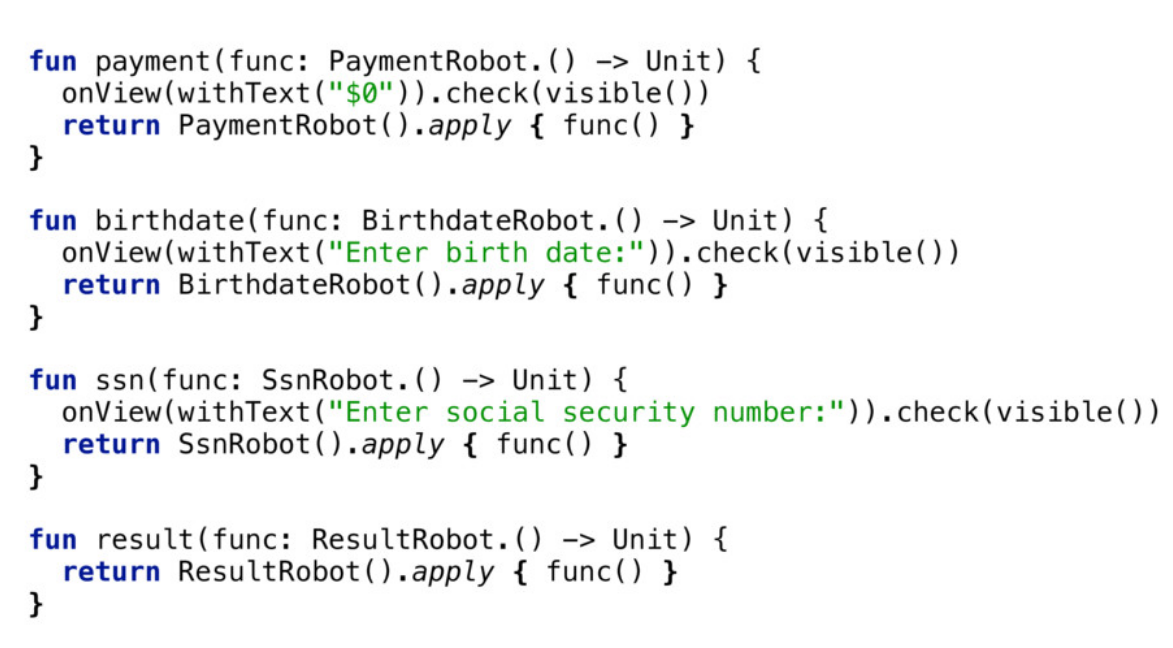 fun payment(func: PaymentRobot.() -> Unit) {
  onView(withText("$0")).check(visible())
  return PaymentRobot().apply { func() }
}

fun birthdate(func: BirthdateRobot.() -> Unit) {
  onView(withText("Enter birth date:")).check(visible())
  return BirthdateRobot().apply { func() }
}

fun ssn(func: SsnRobot.() -> Unit) {
  onView(withText("Enter social security number:")).check(visible())
  return SsnRobot().apply { func() }
}

fun result(func: ResultRobot.() -> Unit) {
  return ResultRobot().apply { func() }
}